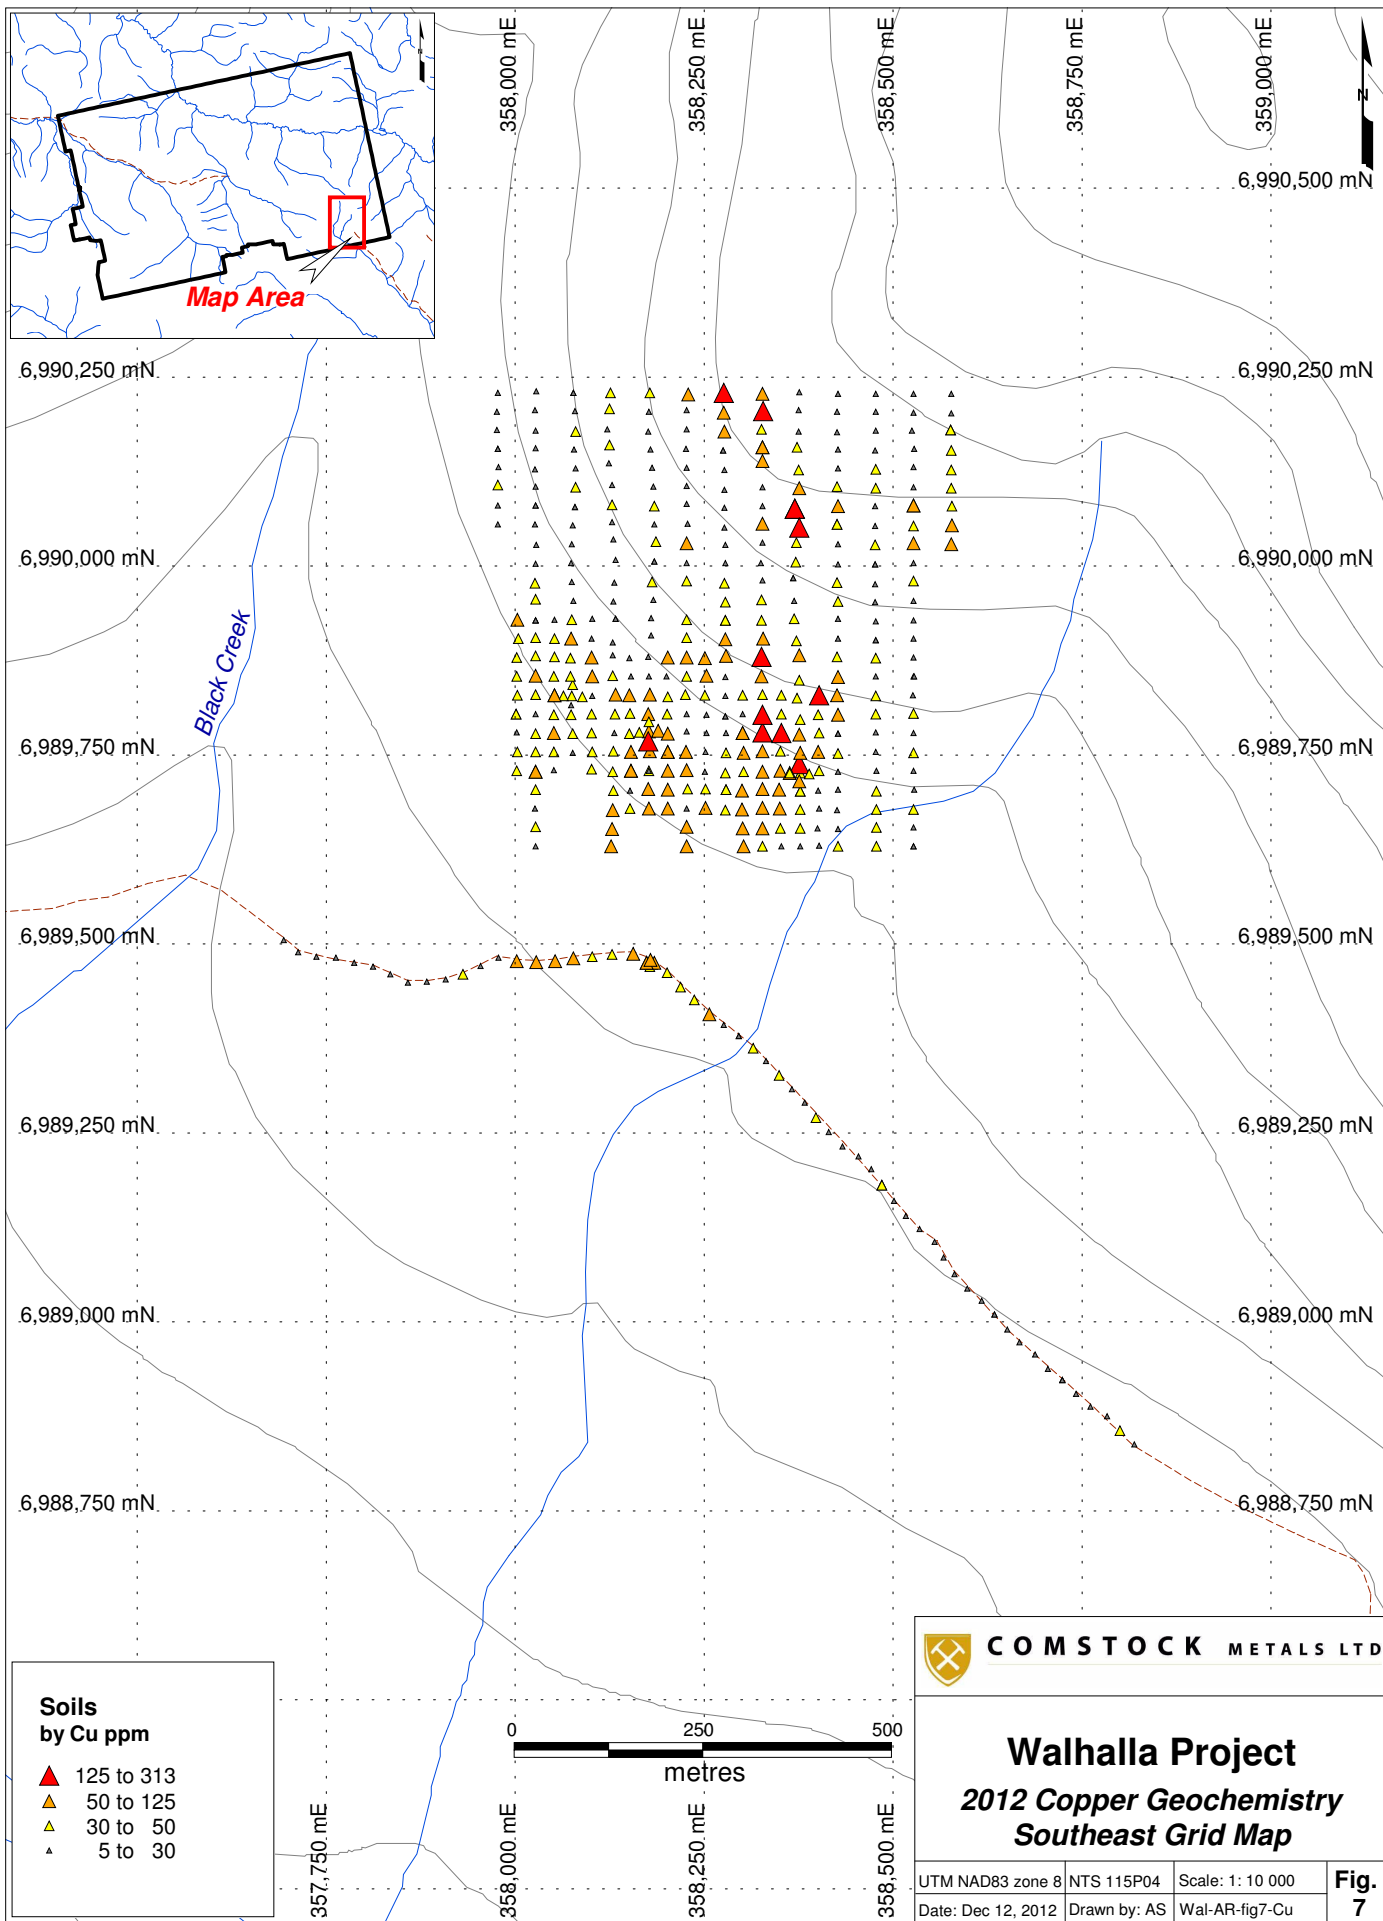 358,000 mE
358,250 mE
358,500 mE
358,750 mE
359,000 mE
N
Map Area
6,990,500 mN
6,990,250 mN
6,990,250 mN
6,990,000 mN
6,990,000 mN
Black Creek
6,989,750 mN
6,989,750 mN
6,989,500 mN
6,989,500 mN
6,989,250 mN
6,989,250 mN
6,989,000 mN
6,989,000 mN
6,988,750 mN
6,988,750 mN
COMSTOCK METALS LTD
Soils
by Cu ppm
125 to 313
50 to 125
30 to 50
5 to 30
0 250 500
metres
Walhalla Project
2012 Copper Geochemistry
Southeast Grid Map
357,750 mE
358,000 mE
358,250 mE
358,500 mE
UTM NAD83 zone 8 NTS 115P04 Scale: 1: 10 000
Date: Dec 12, 2012 Drawn by: AS Wal-AR-fig7-Cu
Fig.
7